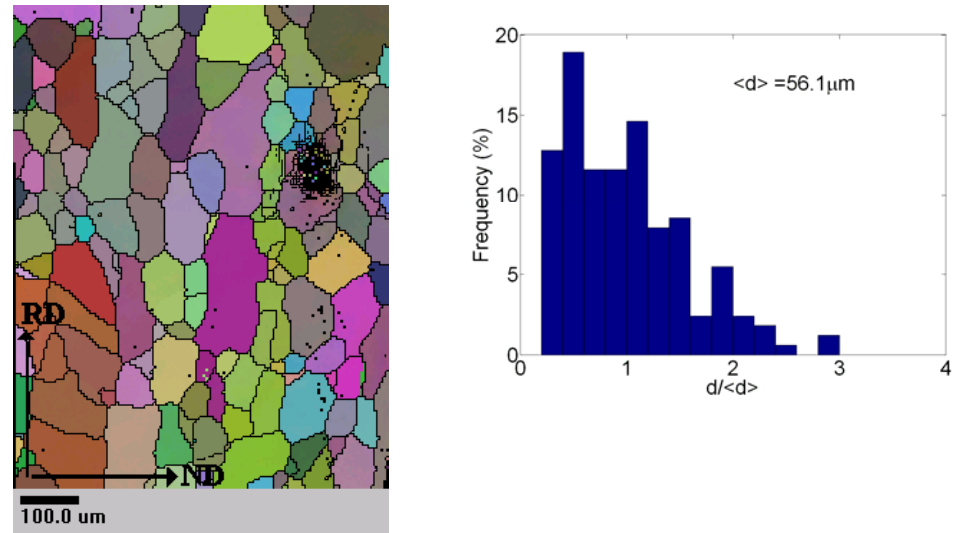 RD
ND
100.0 um
20
15
10
5
0
Frequency (%)
<d> =56.1μm
0 1 2 3 4
d/<d>